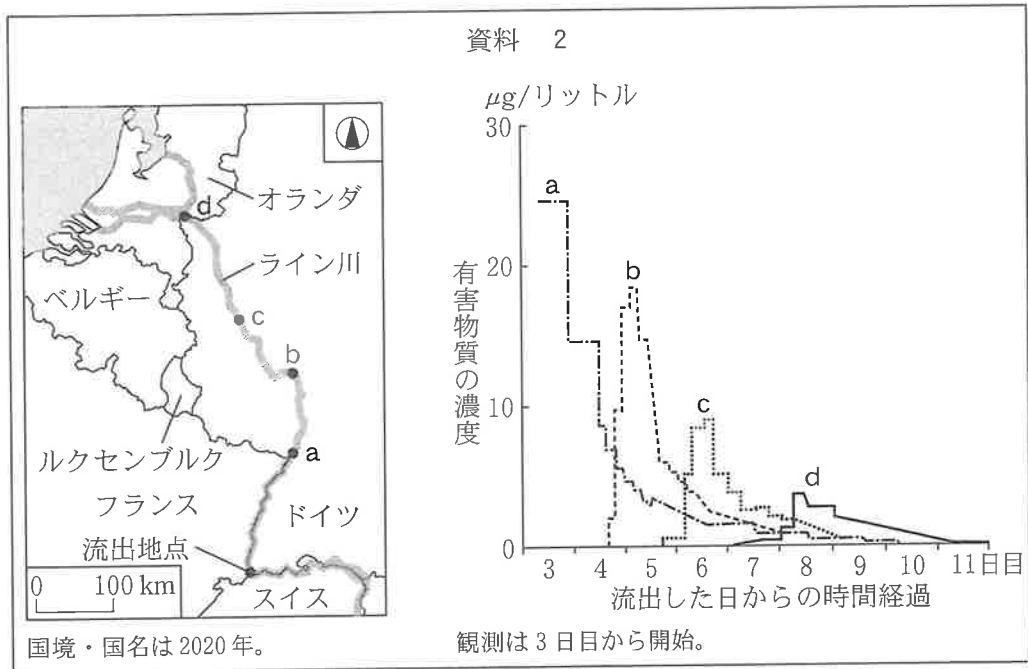 資料 2
オランダ
d
ライン川
ベルギー
c
b
ルクセンブルク
a
フランス
ドイツ
流出地点
0 100 km
スイス
国境・国名は2020年。
μg/リットル
30
20
10
0
有害物質の濃度
a
b
c
d
3 4 5 6 7 8 9 10 11日目
流出した日からの時間経過
観測は3日目から開始。